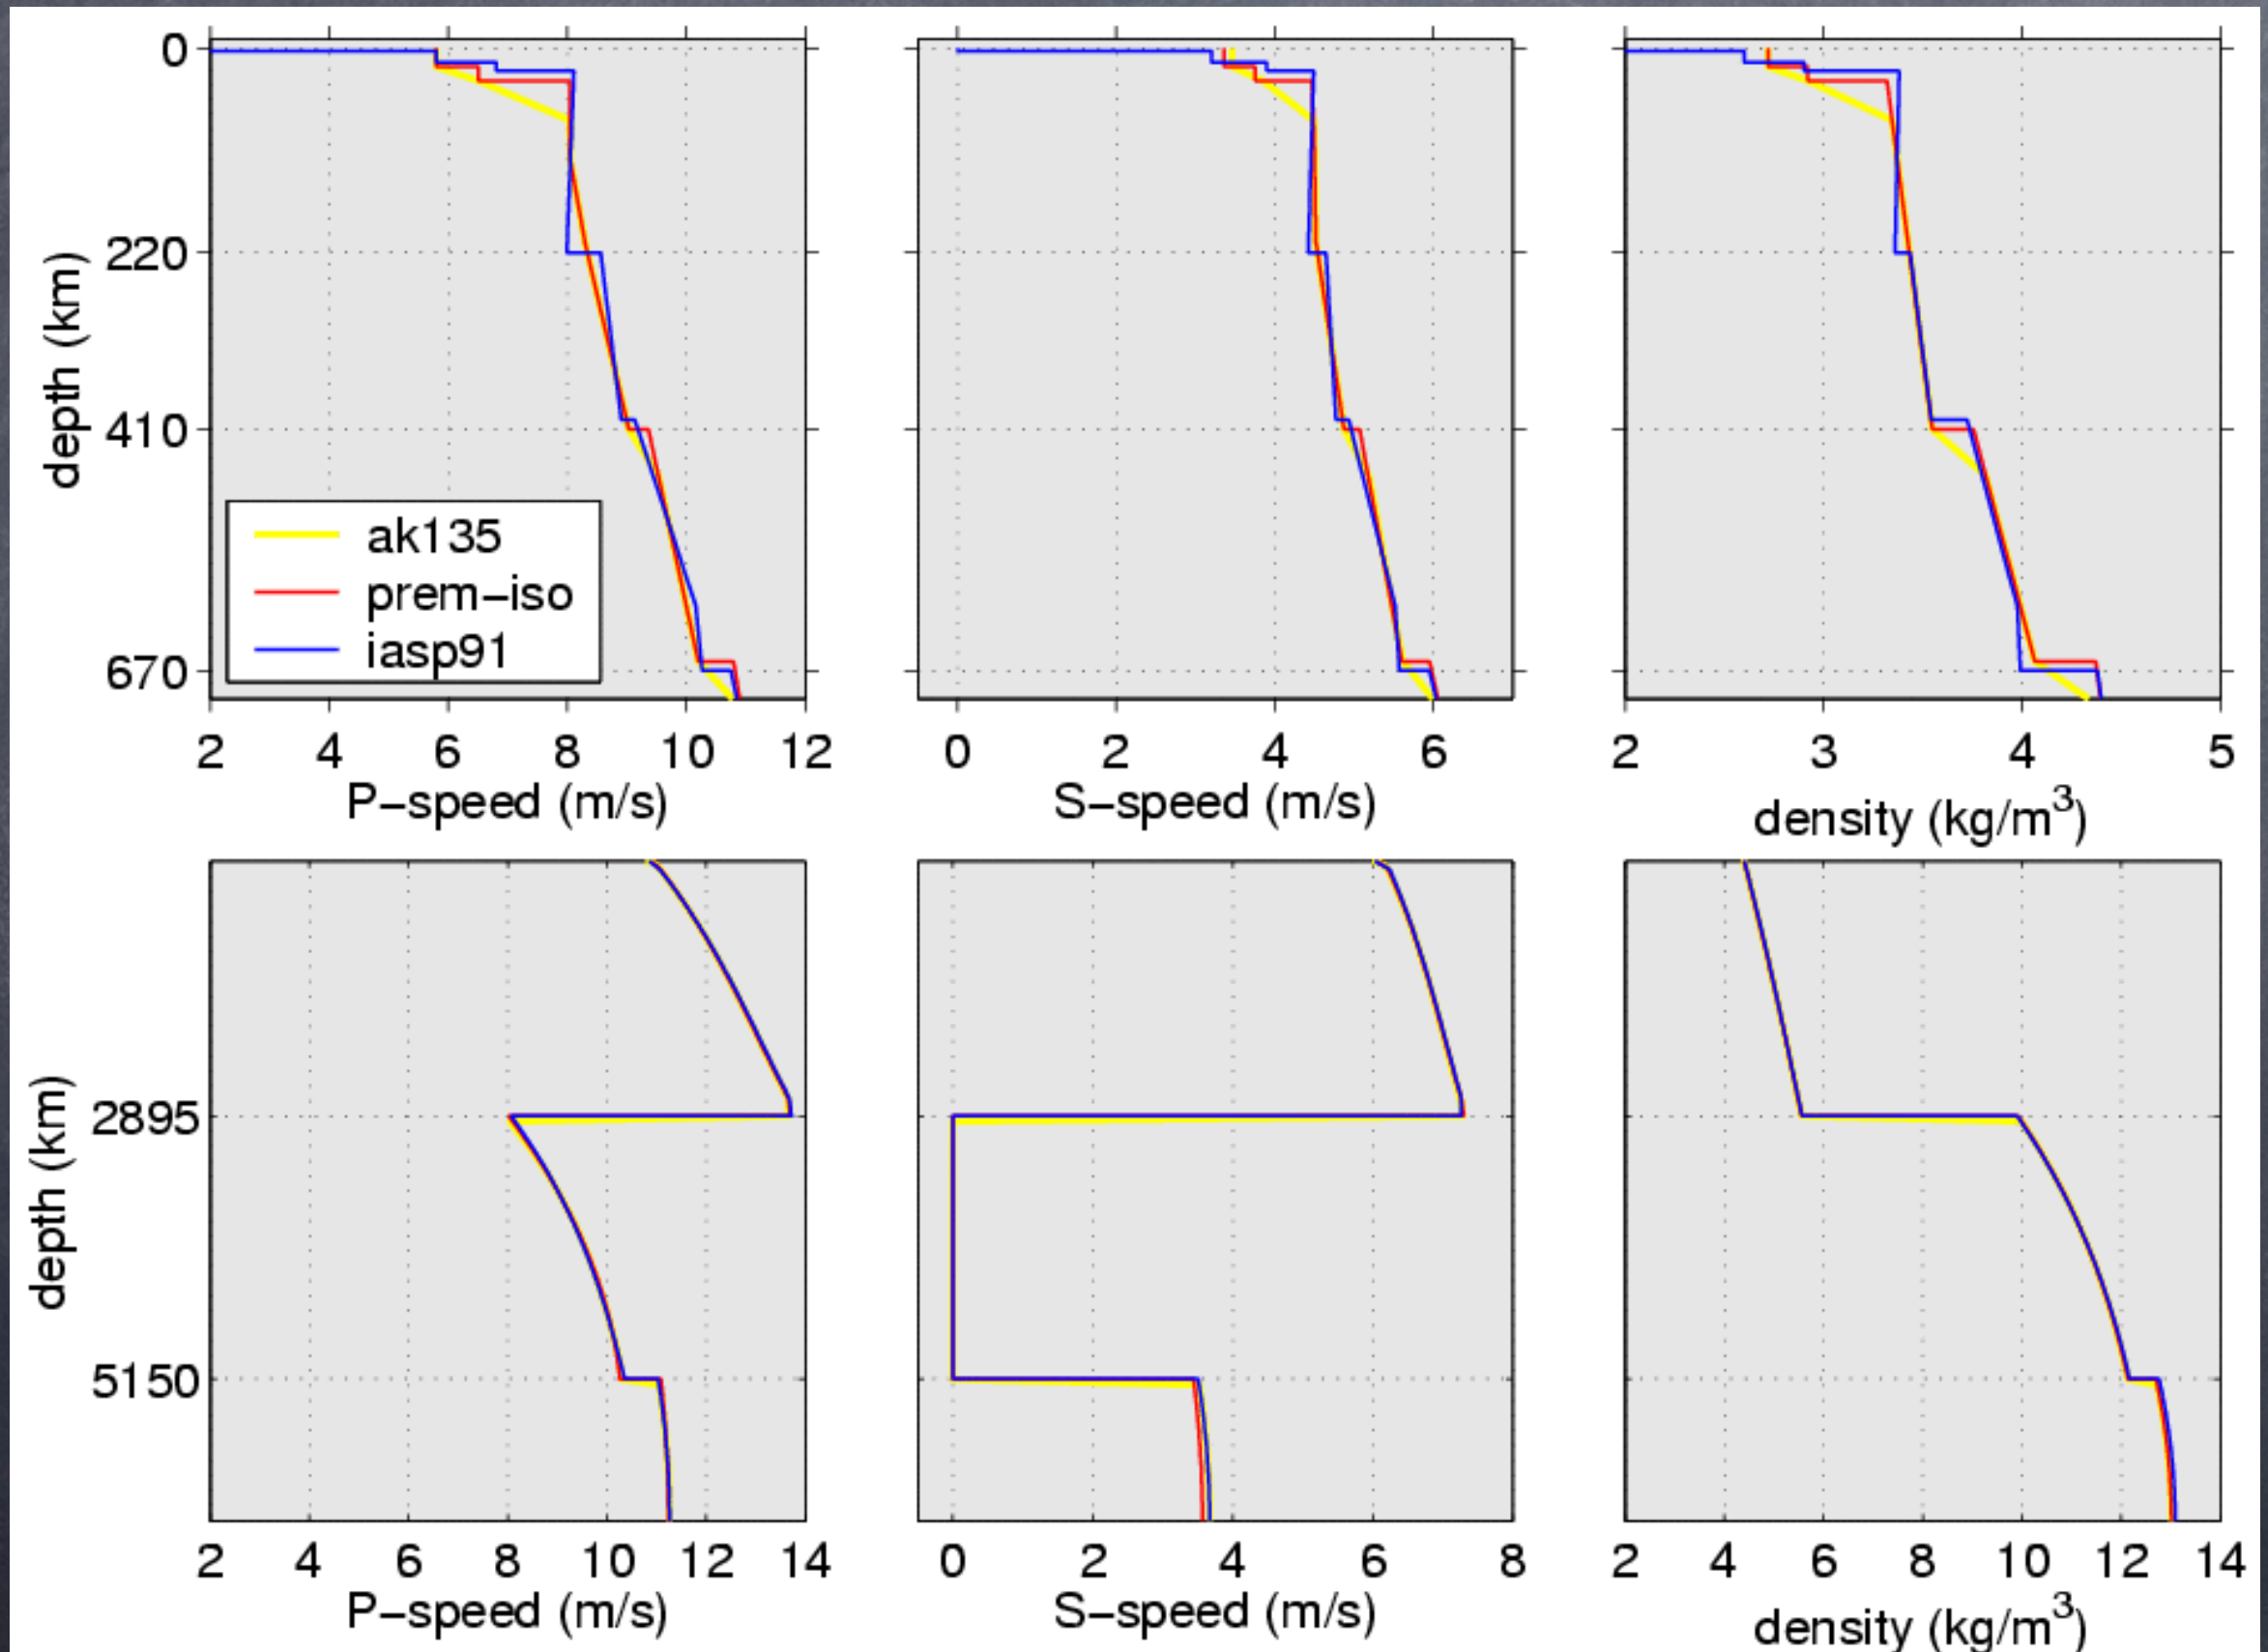 depth (km)
0
220
410
670
ak135
prem-iso
iasp91
2 4 6 8 10 12
P-speed (m/s)
0 2 4 6
S-speed (m/s)
2 3 4 5
density (kg/m³)
depth (km)
2895
5150
2 4 6 8 10 12 14
P-speed (m/s)
0 2 4 6 8
S-speed (m/s)
2 4 6 8 10 12 14
density (kg/m³)